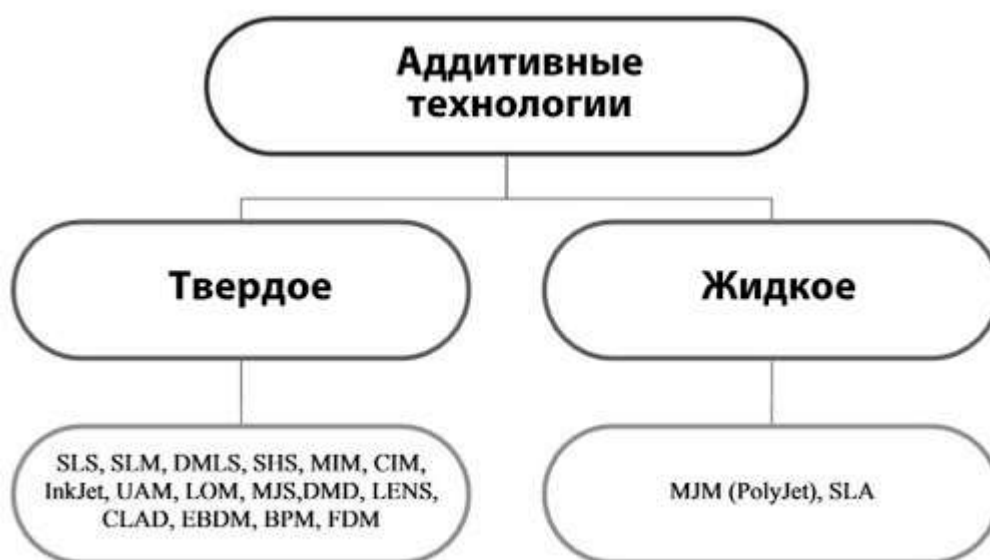 Аддитивные
технологии
Твердое
Жидкое
SLS, SLM, DMLS, SHS, MIM, CIM,
InkJet, UAM, LOM, MJS,DMD, LENS,
CLAD, EBDM, BPM, FDM
MJM (PolyJet), SLA